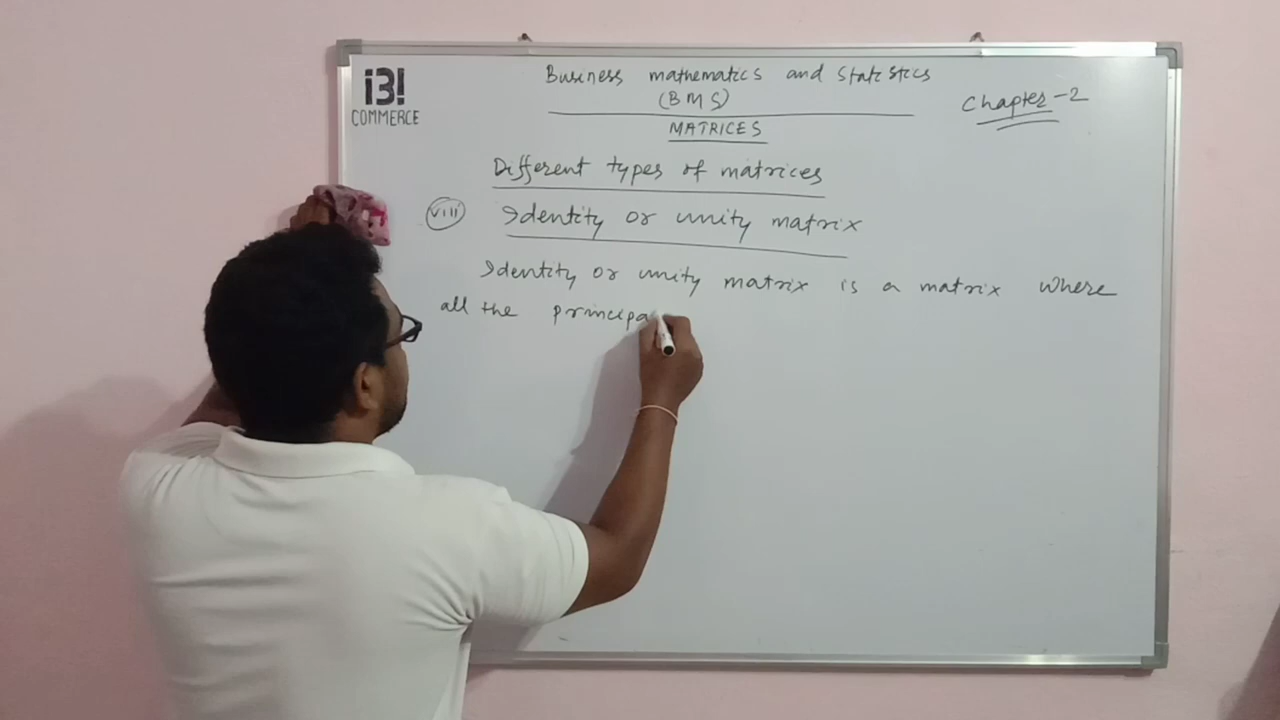 i3!
COMMERCE
Business mathematics and statistics
(BMS)
Chapter-2
MATRICES
Different types of matrices
viii Identity or unity matrix
Identity or unity matrix is a matrix where
all the principa